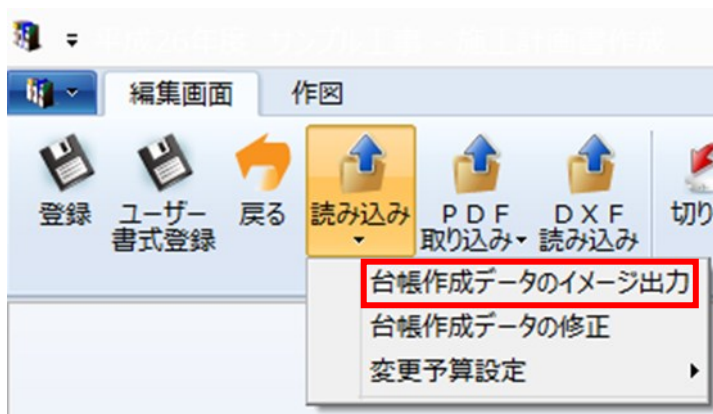 編集画面 作図
登録
ユーザー
書式登録
戻る
読み込み
PDF
取り込み
DXF
読み込み
切り
台帳作成データのイメージ出力
台帳作成データの修正
変更予算設定